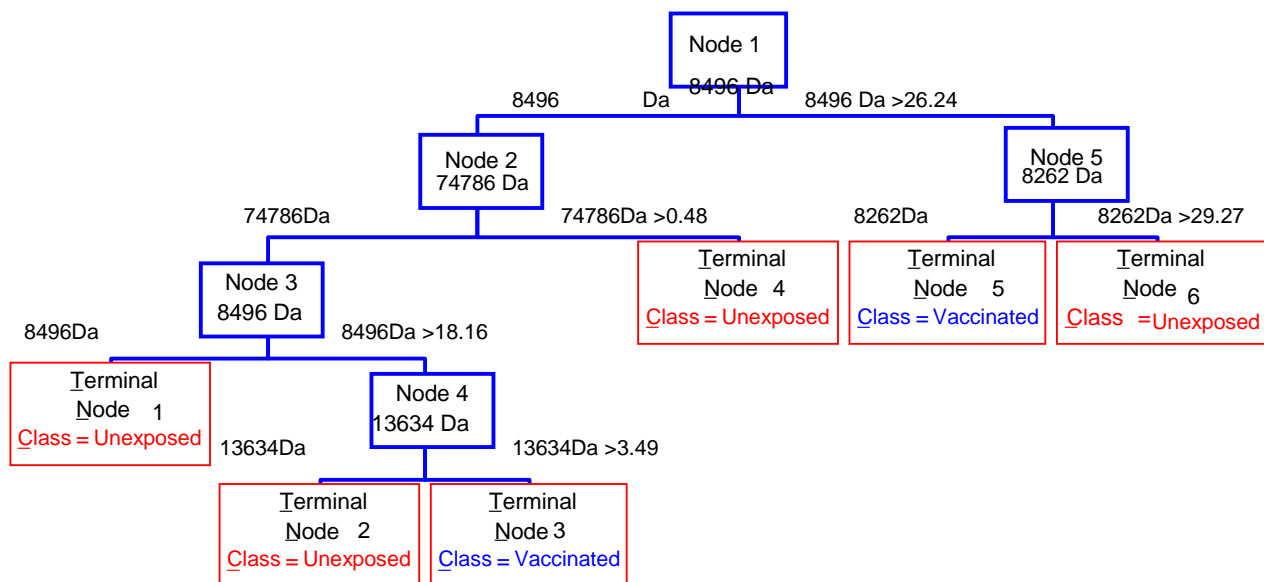 Node 1
8496 Da
8496 Da
8496 Da >26.24
Node 2
74786 Da
Node 5
8262 Da
74786Da
74786Da >0.48
8262Da
8262Da >29.27
Node 3
8496 Da
Terminal
Node 4
Class = Unexposed
Terminal
Node 5
Class = Vaccinated
Terminal
Node 6
Class =Unexposed
8496Da
8496Da >18.16
Terminal
Node 1
Class = Unexposed
Node 4
13634 Da
13634Da
13634Da >3.49
Terminal
Node 2
Class = Unexposed
Terminal
Node 3
Class = Vaccinated